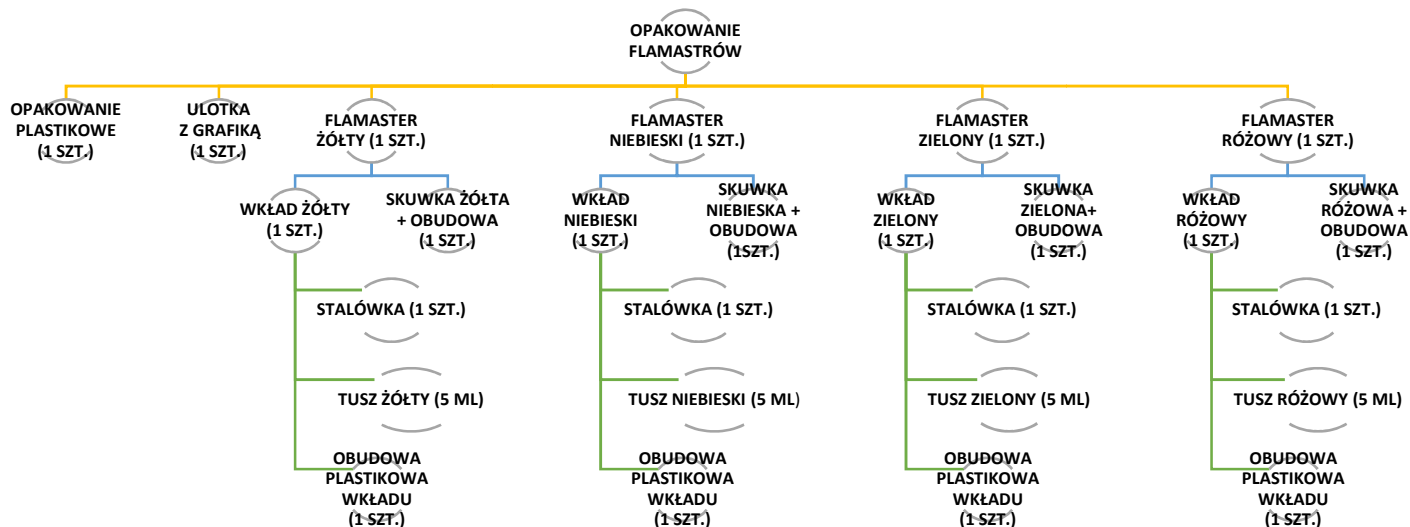 OPAKOWANIE
FLAMASTRÓW
OPAKOWANIE
PLASTIKOWE
(1 SZT.)
ULOTKA
Z GRAFIKĄ
(1 SZT.)
FLAMASTER
ŻÓŁTY (1 SZT.)
FLAMASTER
NIEBIESKI (1 SZT.)
FLAMASTER
ZIELONY (1 SZT.)
FLAMASTER
RÓŻOWY (1 SZT.)
WKŁAD ŻÓŁTY
(1 SZT.)
SKUWKA ŻÓŁTA
+ OBUDOWA
(1 SZT.)
WKŁAD
NIEBIESKI
(1 SZT.)
SKUWKA
NIEBIESKA +
OBUDOWA
(1SZT.)
WKŁAD
ZIELONY
(1 SZT.)
SKUWKA
ZIELONA+
OBUDOWA
(1 SZT.)
WKŁAD
RÓŻOWY
(1 SZT.)
SKUWKA
RÓŻOWA +
OBUDOWA
(1 SZT.)
STALÓWKA (1 SZT.)
STALÓWKA (1 SZT.)
STALÓWKA (1 SZT.)
STALÓWKA (1 SZT.)
TUSZ ŻÓŁTY (5 ML)
TUSZ NIEBIESKI (5 ML)
TUSZ ZIELONY (5 ML)
TUSZ RÓŻOWY (5 ML)
OBUDOWA
PLASTIKOWA
WKŁADU
(1 SZT.)
OBUDOWA
PLASTIKOWA
WKŁADU
(1 SZT.)
OBUDOWA
PLASTIKOWA
WKŁADU
(1 SZT.)
OBUDOWA
PLASTIKOWA
WKŁADU
(1 SZT.)